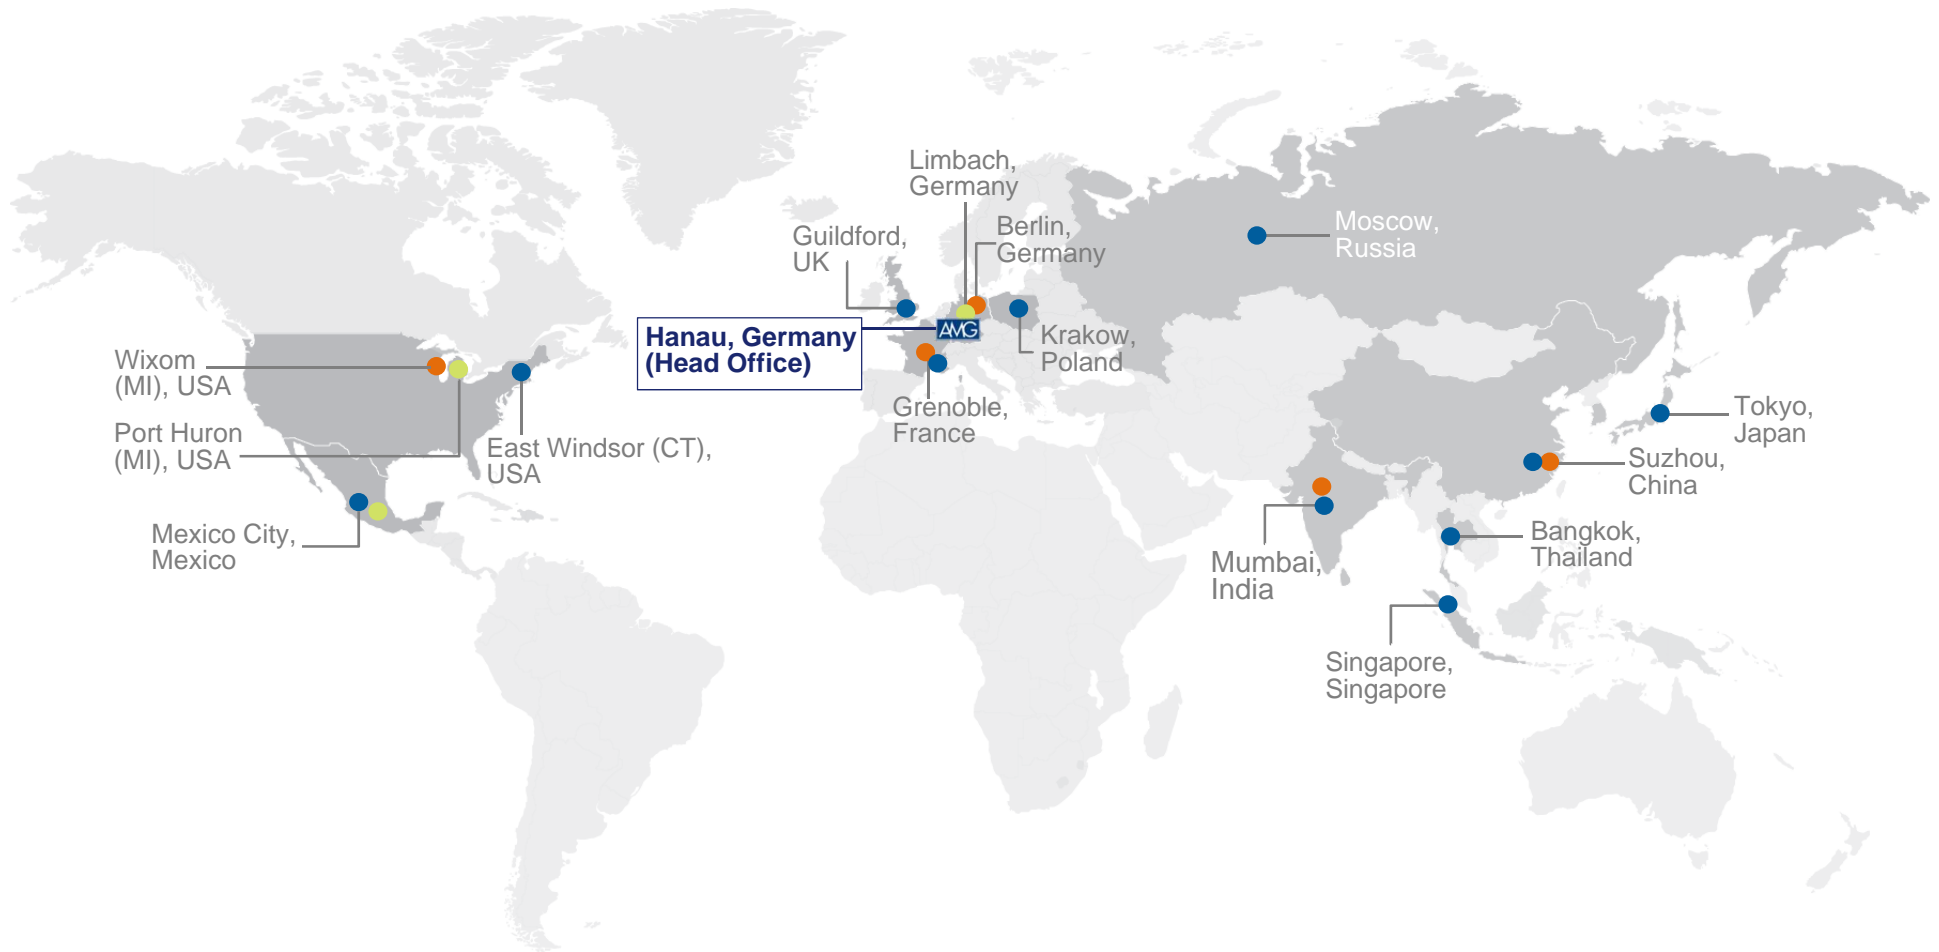 Limbach,
Germany
Berlin,
Germany
Guildford,
UK
Moscow,
Russia
Hanau, Germany
(Head Office)
AMG
Krakow,
Poland
Grenoble,
France
Wixom
(MI), USA
Port Huron
(MI), USA
East Windsor (CT),
USA
Mexico City,
Mexico
Tokyo,
Japan
Suzhou,
China
Bangkok,
Thailand
Mumbai,
India
Singapore,
Singapore